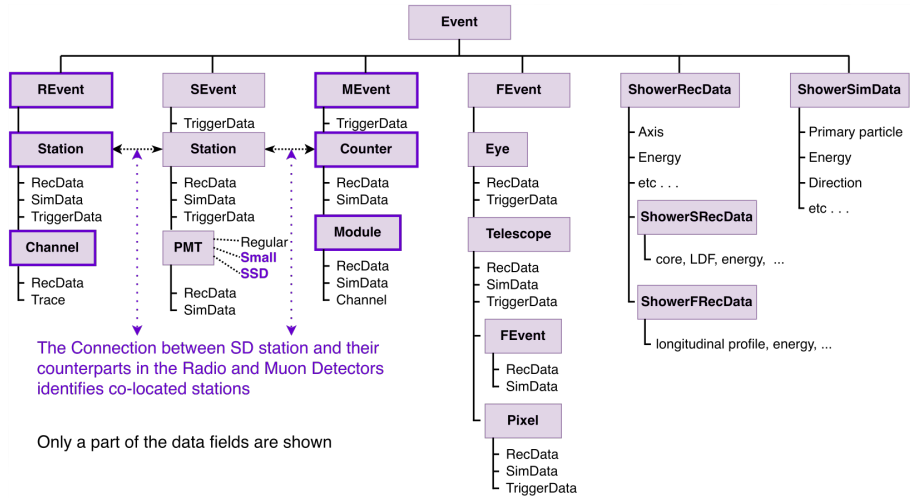 Event
REvent
Station
RecData
SimData
TriggerData
Channel
RecData
Trace
SEvent
TriggerData
Station
RecData
SimData
TriggerData
PMT
Regular
Small
SSD
RecData
SimData
MEvent
TriggerData
Counter
RecData
SimData
Module
RecData
SimData
Channel
FEvent
Eye
RecData
TriggerData
Telescope
RecData
SimData
TriggerData
FEvent
RecData
SimData
Pixel
RecData
SimData
TriggerData
ShowerRecData
Axis
Energy
etc . . .
ShowerSRecData
core, LDF, energy, ...
ShowerFRecData
longitudinal profile, energy, ...
ShowerSimData
Primary particle
Energy
Direction
etc . . .
The Connection between SD station and their
counterparts in the Radio and Muon Detectors
identifies co-located stations
Only a part of the data fields are shown